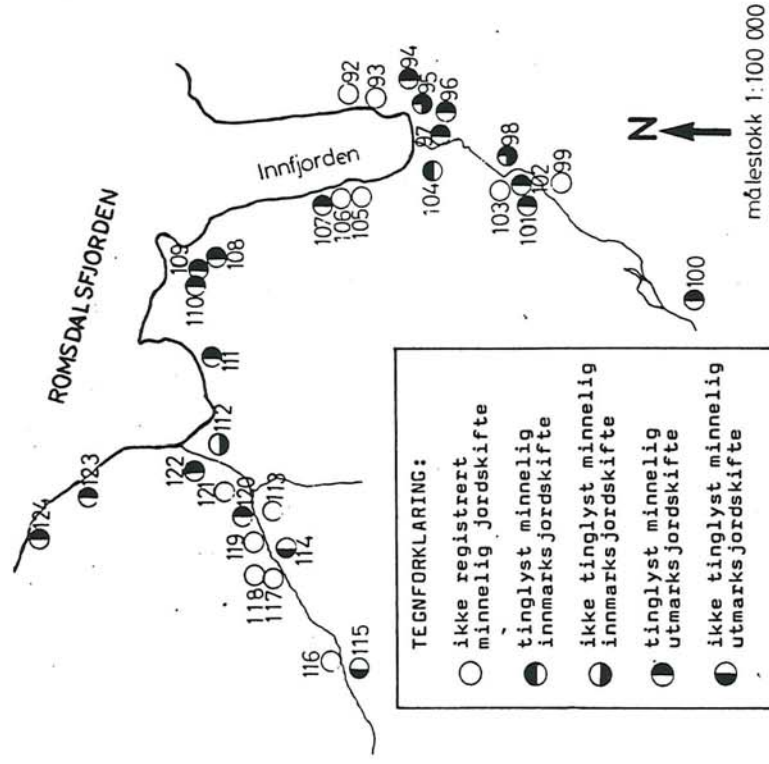 ROMSDALSFJORDEN
Innfjorden
N
målestokk 1:100 000
124
123
122
121
120
119
118
117
116
115
114
113
112
111
110
109
108
107
106
105
104
103
102
101
100
99
98
97
96
95
94
93
92
TEGNFORKLARING:
ikke registrert
minnelig jordskifte
tinglyst minnelig
innmarksjordskifte
ikke tinglyst minnelig
innmarksjordskifte
tinglyst minnelig
utmarksjordskifte
ikke tinglyst minnelig
utmarksjordskifte